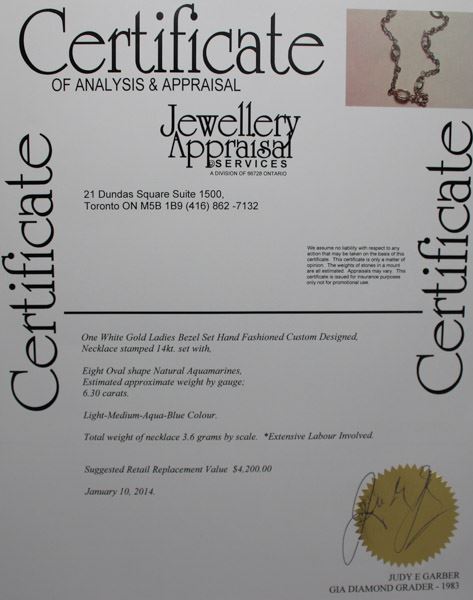 Certificate
OF ANALYSIS & APPRAISAL
Jewellery
Appraisal
& SERVICES
A DIVISION OF 66728 ONTARIO
21 Dundas Square Suite 1500,
Toronto ON M5B 1B9 (416) 862 -7132
Certificate
Certificate
We assume no liability with respect to any
action that may be taken on the basis of this
certificate. This certificate is only a matter of
opinion. The weights of stones in a mount
are all estimated. Appraisals may vary. This
certificate is issued for insurance purposes
only not for promotional use.
One White Gold Ladies Bezel Set Hand Fashioned Custom Designed,
Necklace stamped 14kt. set with,
Eight Oval shape Natural Aquamarines,
Estimated approximate weight by gauge;
6.30 carats.
Light-Medium-Aqua-Blue Colour.
Total weight of necklace 3.6 grams by scale. *Extensive Labour Involved.
Suggested Retail Replacement Value $4,200.00
January 10, 2014.
JUDY E GARBER
GIA DIAMOND GRADER - 1983